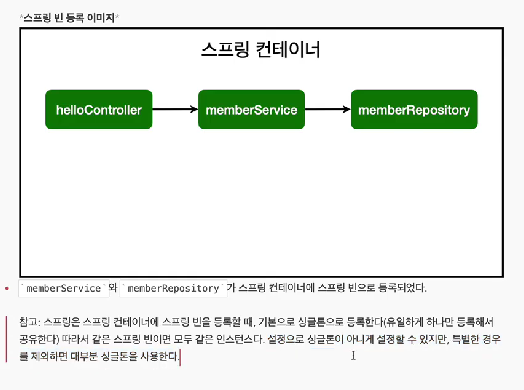 *스프링 빈 등록 이미지*
스프링 컨테이너
helloController
memberService
memberRepository
`memberService` 와 `memberRepository` 가 스프링 컨테이너에 스프링 빈으로 등록되었다.
참고: 스프링은 스프링 컨테이너에 스프링 빈을 등록할 때, 기본으로 싱글톤으로 등록한다(유일하게 하나만 등록해서
공유한다) 따라서 같은 스프링 빈이면 모두 같은 인스턴스다. 설정으로 싱글톤이 아니게 설정할 수 있지만, 특별한 경우
를 제외하면 대부분 싱글톤을 사용한다.